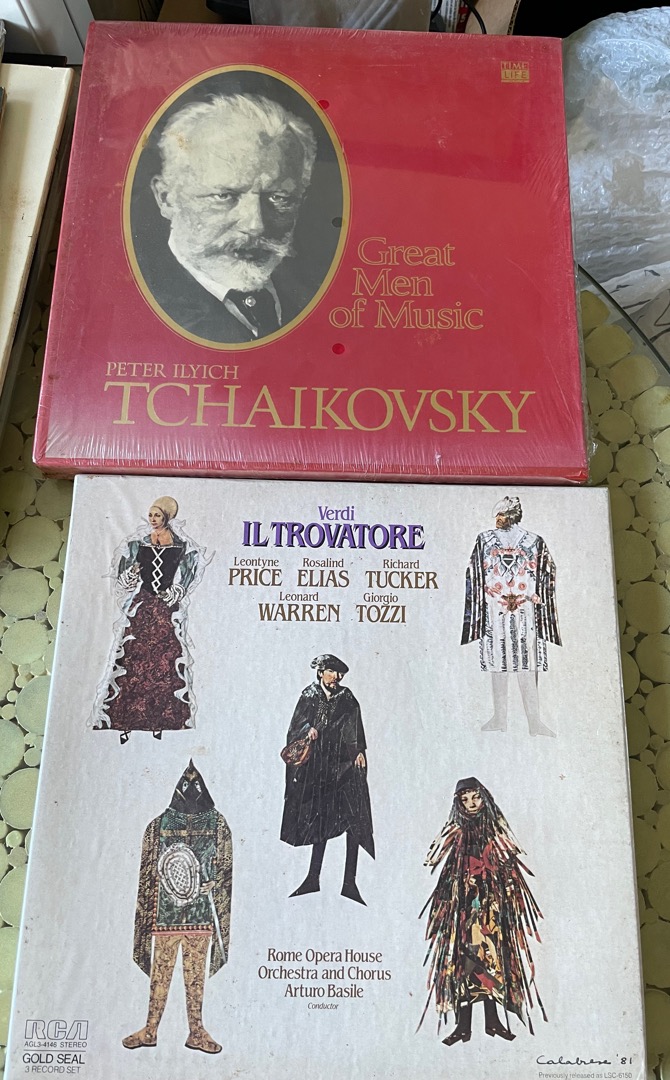 TIME
LIFE
Great
Men
of Music
PETER ILYICH
TCHAIKOVSKY
Verdi
IL TROVATORE
Leontyne Rosalind Richard
PRICE ELIAS TUCKER
Leonard Giorgio
WARREN TOZZI
Rome Opera House
Orchestra and Chorus
Arturo Basile
Conductor
RCA
AGL3-4146 STEREO
GOLD SEAL
3 RECORD SET
Calabrese '81
Previously released as LSC-6150